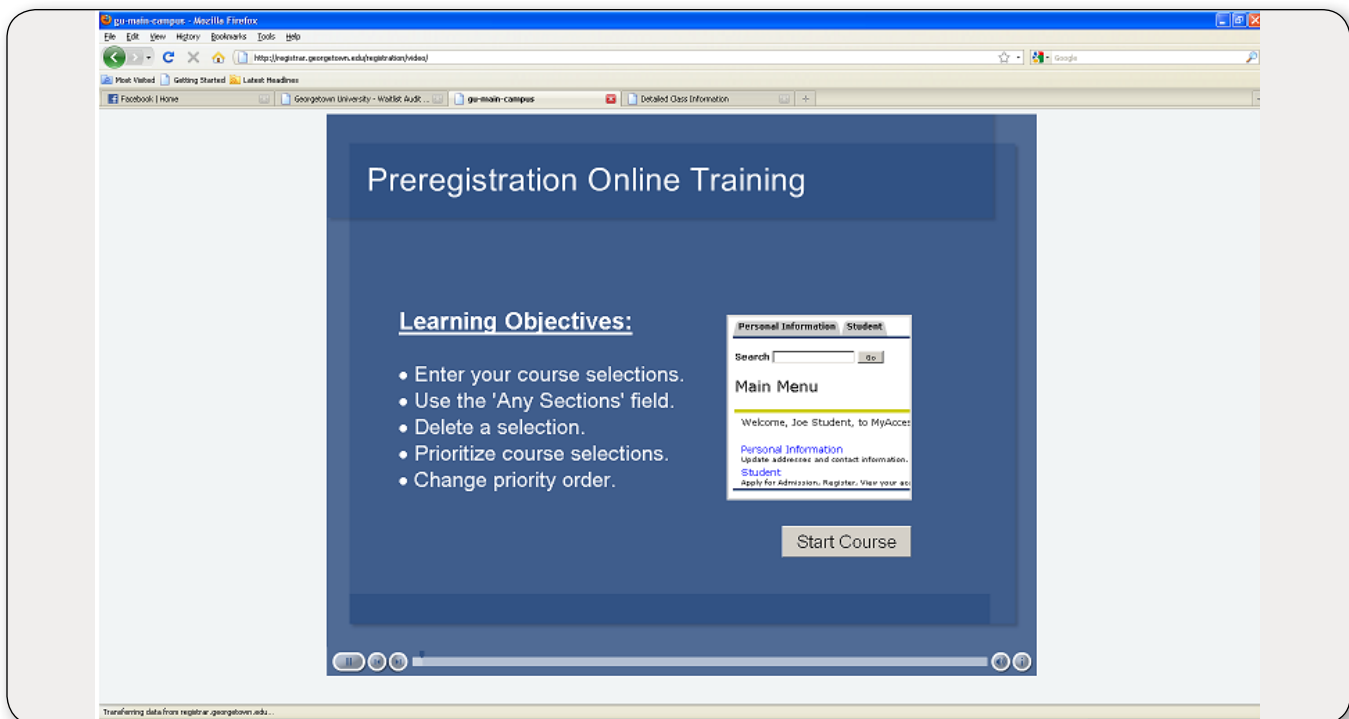 gu-main-campus - Mozilla Firefox
File Edit View History Bookmarks Tools Help
http://registrar.georgetown.edu/registration/video/
Google
Most Visited Getting Started Latest Headlines
Facebook | Home Georgetown University - Waitlist Audit ... gu-main-campus Detailed Class Information
Preregistration Online Training
Learning Objectives:
• Enter your course selections.
• Use the 'Any Sections' field.
• Delete a selection.
• Prioritize course selections.
• Change priority order.
Personal Information Student
Search Go
Main Menu
Welcome, Joe Student, to MyAcces
Personal Information
Update addresses and contact information.
Student
Apply for Admission, Register, View your aca
Start Course
Transferring data from registrar.georgetown.edu...